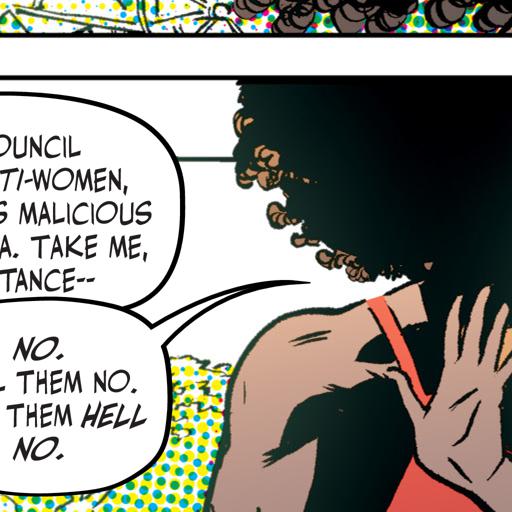 OUNCIL
TI-WOMEN,
S MALICIOUS
A. TAKE ME,
TANCE--
NO.
L THEM NO.
THEM HELL
NO.